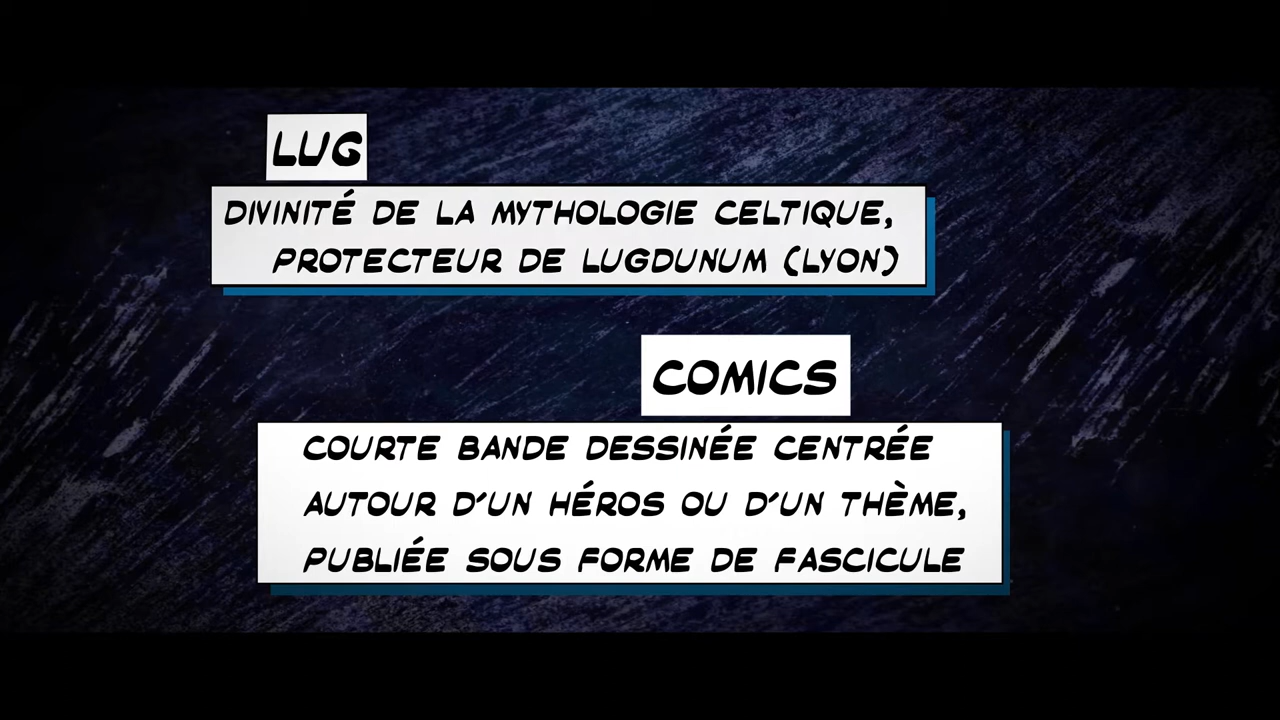 LUG
DIVINITÉ DE LA MYTHOLOGIE CELTIQUE,
PROTECTEUR DE LUGDUNUM (LYON)
COMICS
COURTE BANDE DESSINÉE CENTRÉE
AUTOUR D'UN HÉROS OU D'UN THÈME,
PUBLIÉE SOUS FORME DE FASCICULE